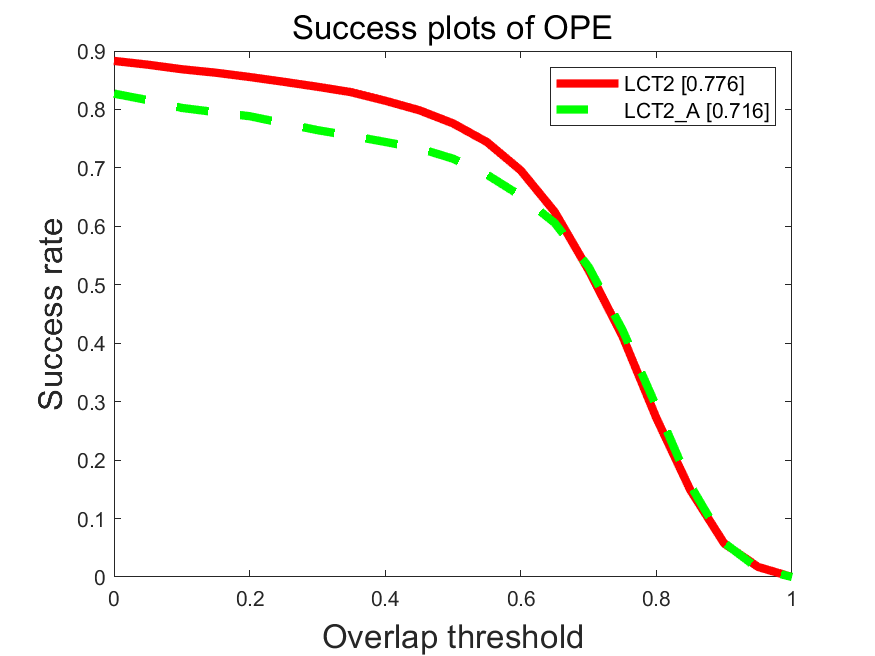 Success plots of OPE
LCT2 [0.776]
LCT2_A [0.716]
Success rate
0.9
0.8
0.7
0.6
0.5
0.4
0.3
0.2
0.1
0
0 0.2 0.4 0.6 0.8 1
Overlap threshold